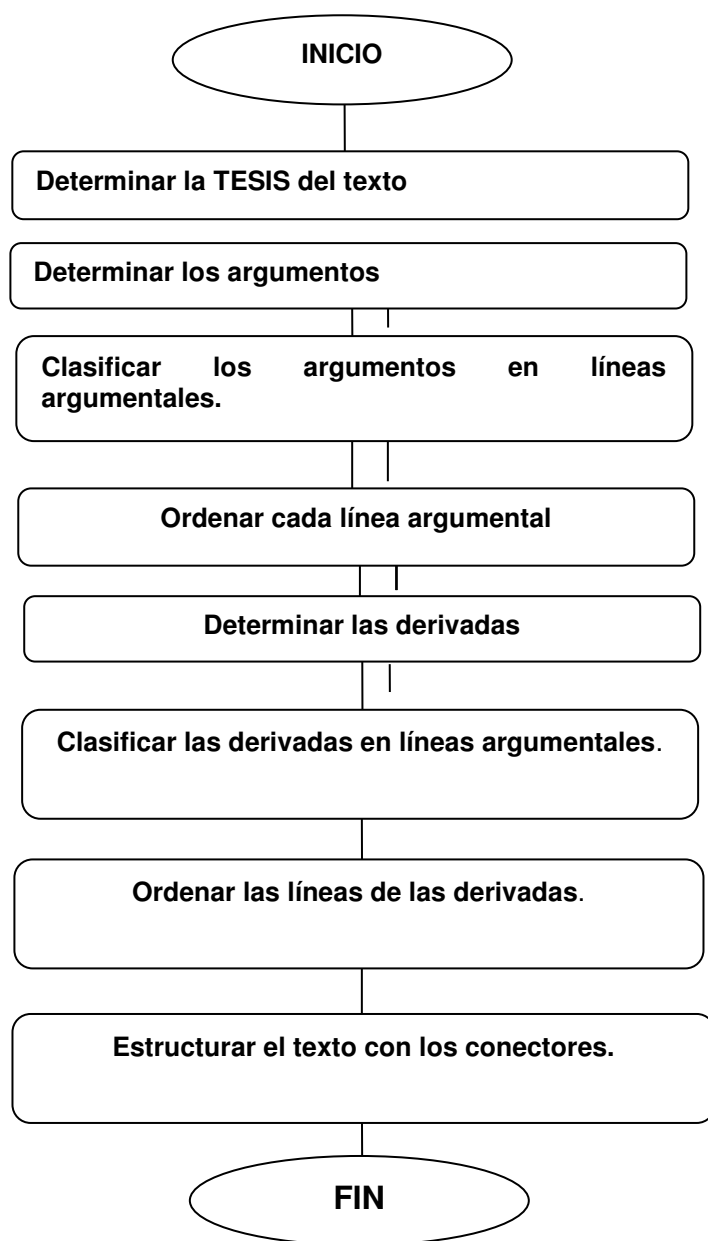 INICIO
Determinar la TESIS del texto
Determinar los argumentos
Clasificar los argumentos en líneas
argumentales.
Ordenar cada línea argumental
Determinar las derivadas
Clasificar las derivadas en líneas argumentales.
Ordenar las líneas de las derivadas.
Estructurar el texto con los conectores.
FIN